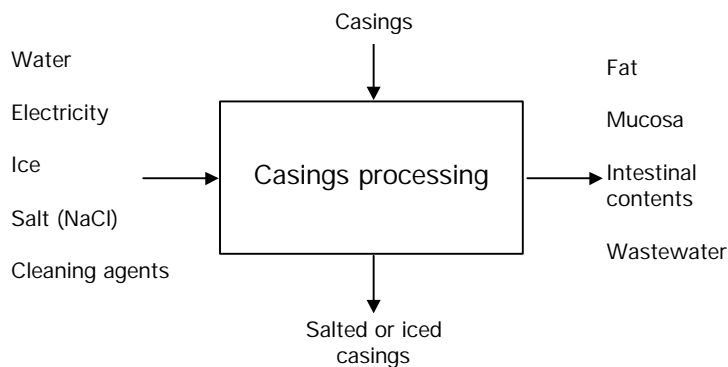 Casings
Water
Electricity
Ice
Salt (NaCl)
Cleaning agents
Casings processing
Fat
Mucosa
Intestinal
contents
Wastewater
Salted or iced
casings